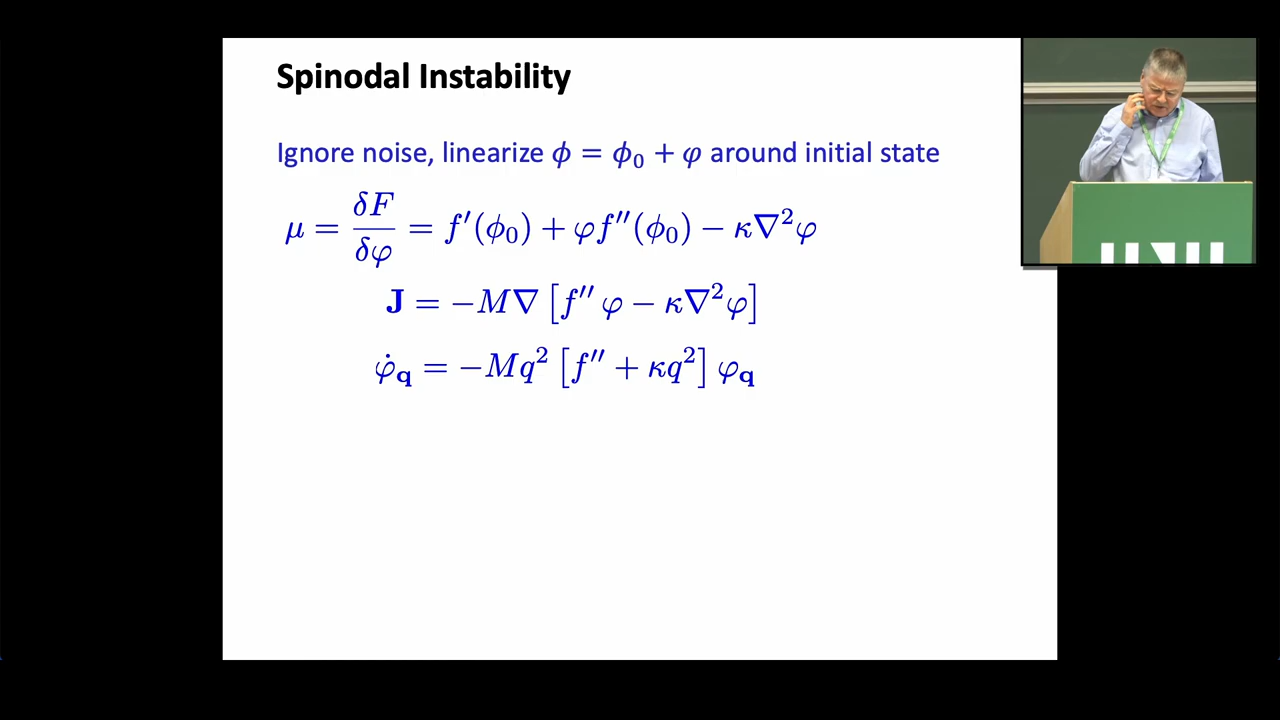 Spinodal Instability
Ignore noise, linearize ϕ = ϕ₀ + φ around initial state
μ = δF/δφ = f′(ϕ₀) + φf″(ϕ₀) − κ∇²φ
J = −M∇ [f″ φ − κ∇²φ]
φ̇_q = −Mq² [f″ + κq²] φ_q